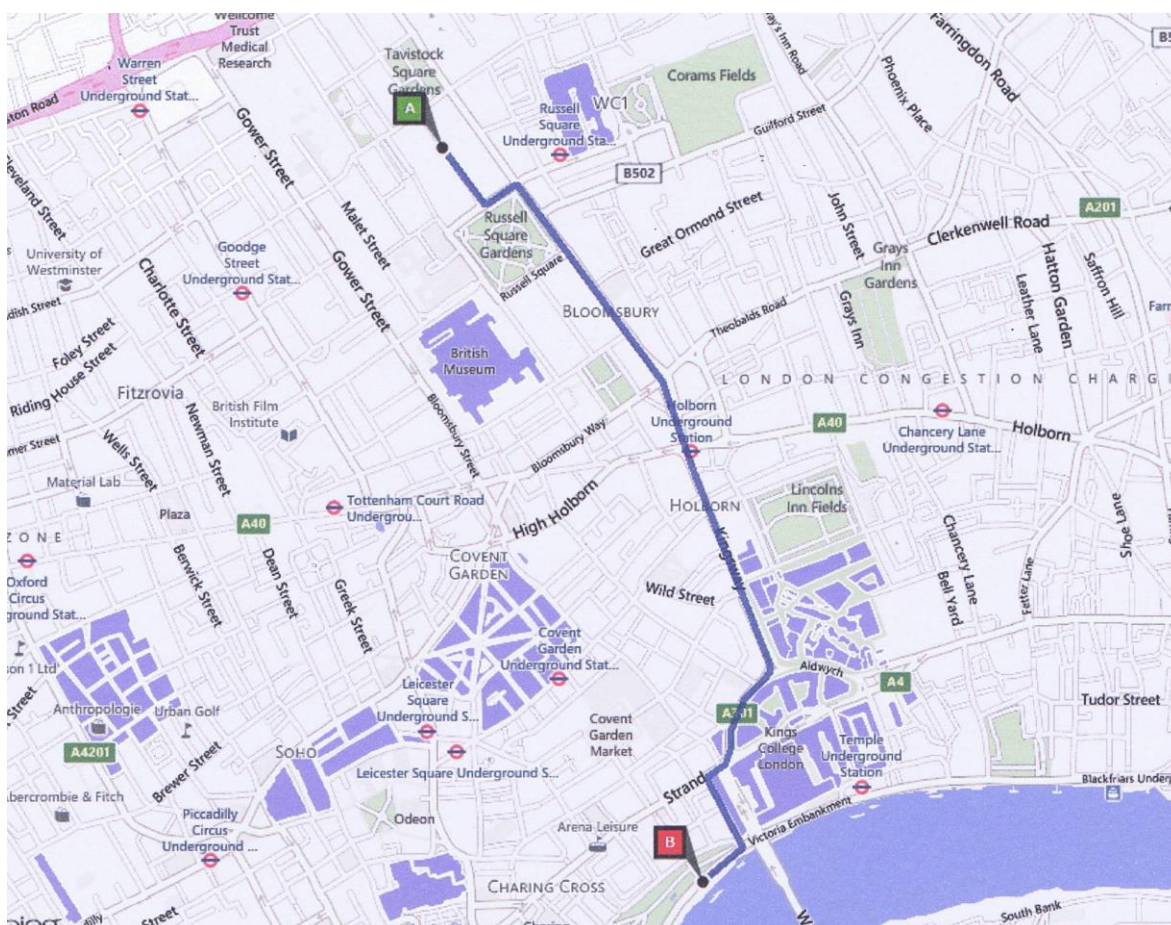 Wellcome
Trust
Medical
Research
Warren
Street
Underground Stat...
Tavistock
Square
Gardens
A
Corams Fields
WC1
Russell
Square
Underground Sta...
Guilford Street
Gray's Inn Road
Farringdon Road
Phoenix Place
B502
A201
Clerkenwell Road
Gower Street
Cleveland Street
Malet Street
Goodge
Street
Underground Stat...
University of
Westminster
Charlotte Street
Gower Street
Russell
Square
Gardens
Russell Square
Great Ormond Street
John Street
Grays
Inn
Gardens
Hatton Garden
Saffron Hill
Leather Lane
Grays Inn
BLOOMSBURY
Theobalds Road
Foley Street
Riding House Street
Fitzrovia
British
Museum
LONDON CONGESTION CHARGI
British Film
Institute
Newman Street
Wells Street
Bloomsbury Street
Bloomsbury Way
Holborn
Underground
Station
A40
Chancery Lane
Underground Stat...
Holborn
Material Lab
Plaza
A40
Tottenham Court Road
Undergrou...
High Holborn
HOLBORN
Lincolns
Inn Fields
Kingsway
Shoe Lane
Chancery Lane
Bell Yard
Fetter Lane
ZONE
Oxford
Circus
Berwick Street
Dean Street
Greek Street
COVENT
GARDEN
Wild Street
Covent
Garden
Underground Stat...
Aldwych
A4
Leicester
Square
Underground S...
Anthropologie
Urban Golf
A4201
SOHO
Brewer Street
Leicester Square Underground S...
Covent
Garden
Market
A301
Kings
College
London
Temple
Underground
Station
Tudor Street
Strand
Abercrombie & Fitch
Piccadilly
Circus
Underground ...
Odeon
Arena Leisure
B
Victoria Embankment
CHARING CROSS
South Bank